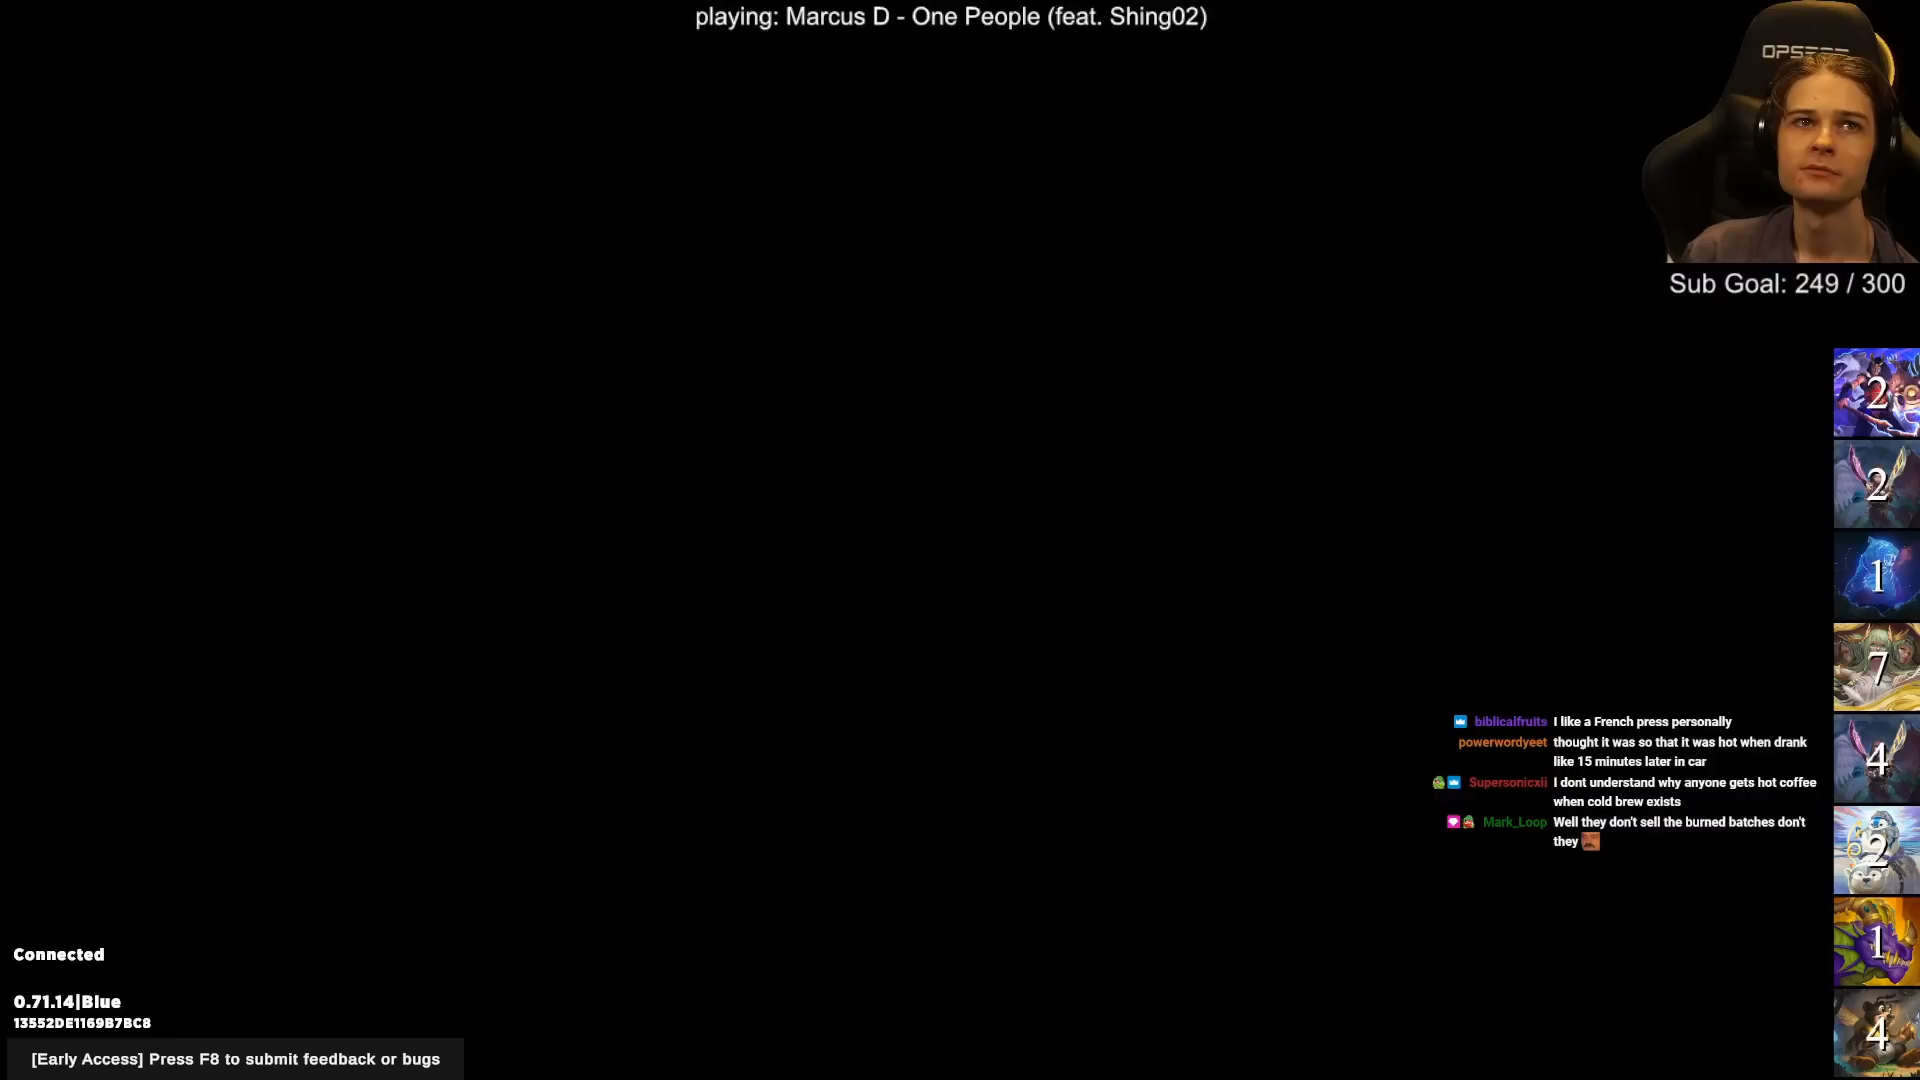 playing: Marcus D - One People (feat. Shing02)
Sub Goal: 249 / 300
2
2
1
7
biblicalfruits I like a French press personally
powerwordyeet thought it was so that it was hot when drank
like 15 minutes later in car
4
Supersonicxii I dont understand why anyone gets hot coffee
when cold brew exists
Mark_Loop Well they don't sell the burned batches don't
they
2
1
4
Connected
0.71.14|Blue
13552DE1169B7BC8
[Early Access] Press F8 to submit feedback or bugs